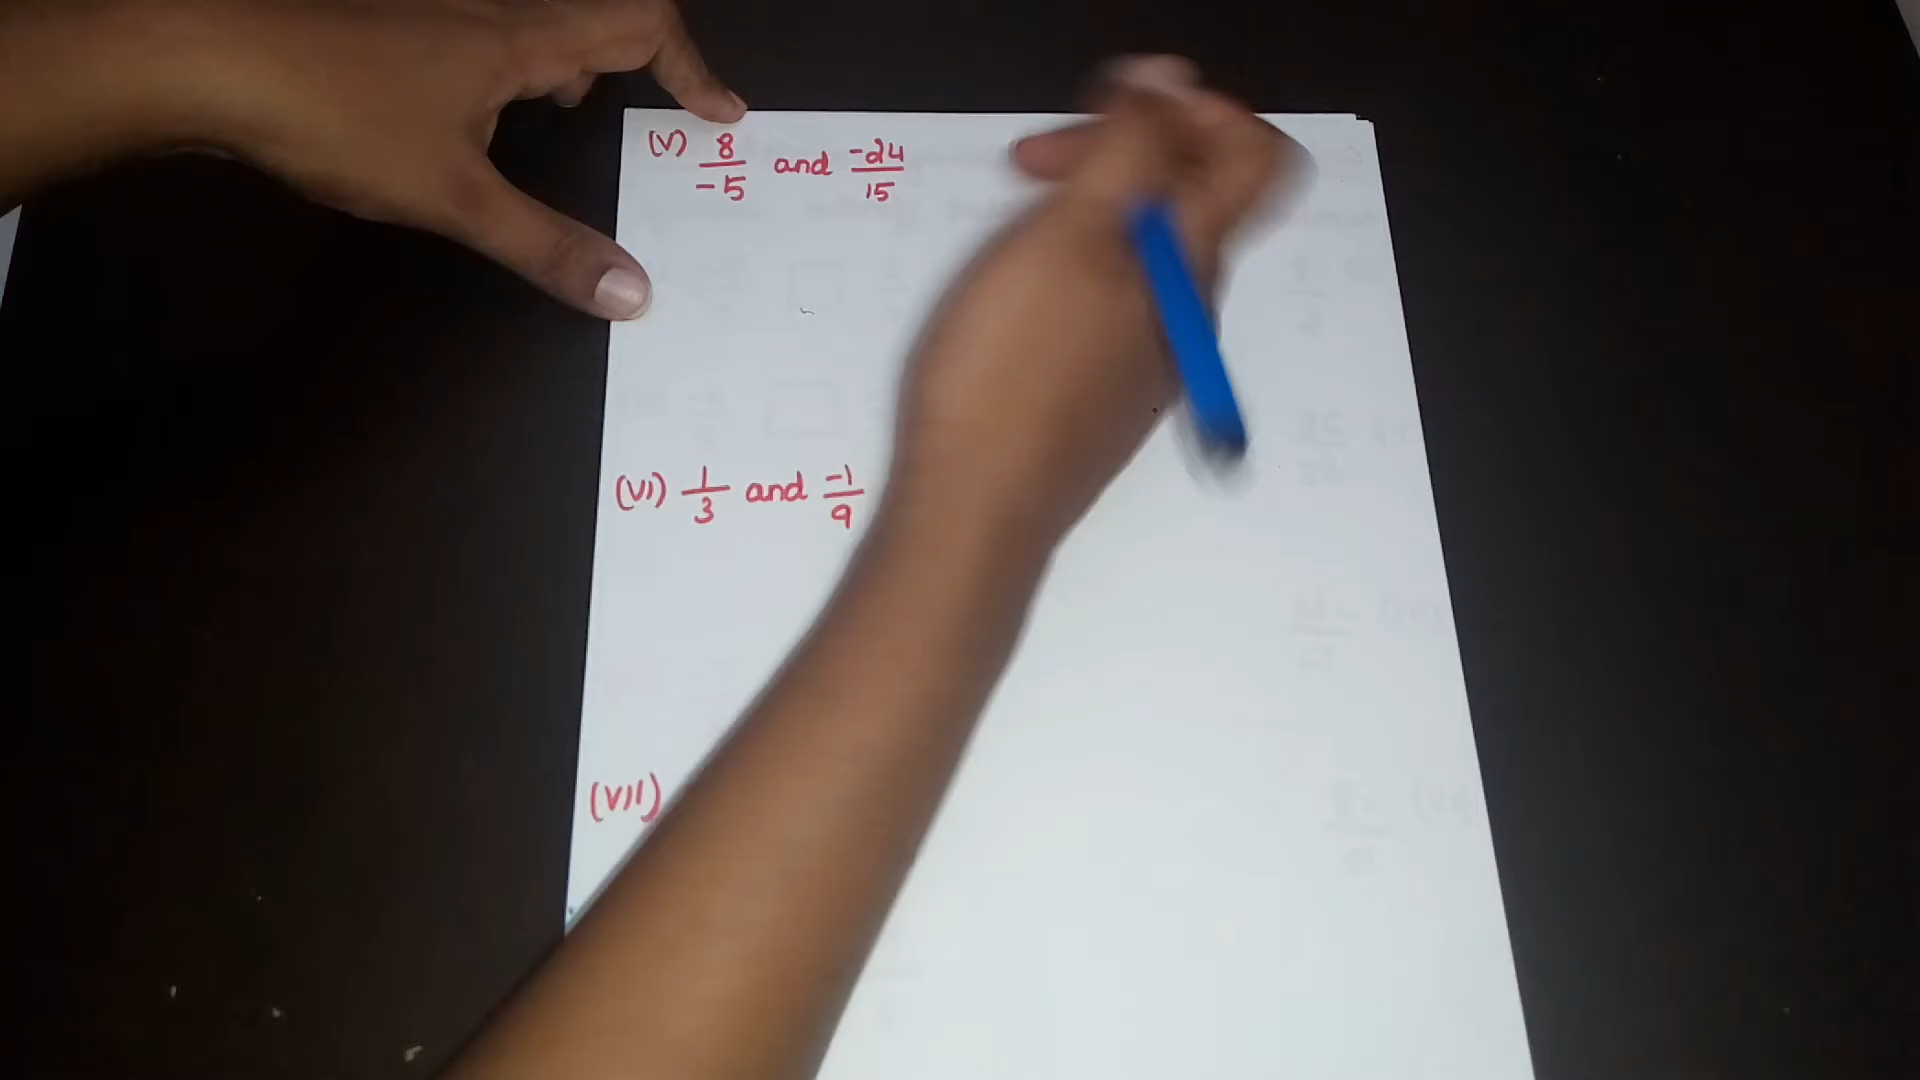 (v) 8/-5 and -24/15
(vi) 1/3 and -1/9
(vii)